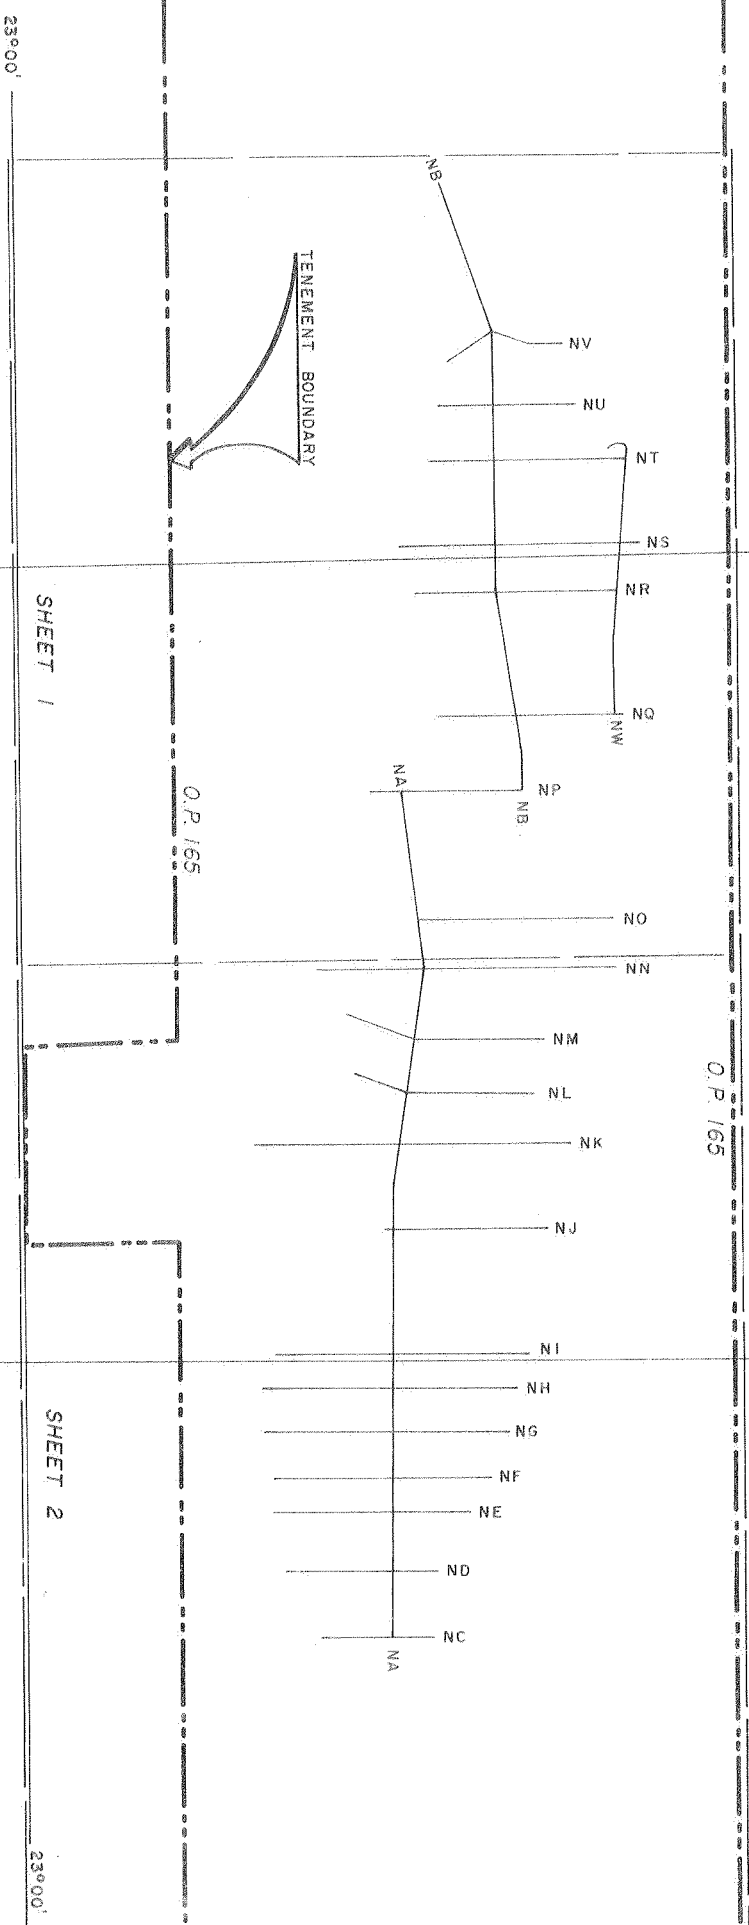 23°00'
NB
NV
NU
TENEMENT BOUNDARY
NT
NS
NR
SHEET 1
NQ
NW
O.P. 165
NA
NP
NB
NO
NN
NM
O.P. 165
NL
NK
NJ
NI
NH
NG
SHEET 2
NF
NE
ND
NC
NA
23°00'